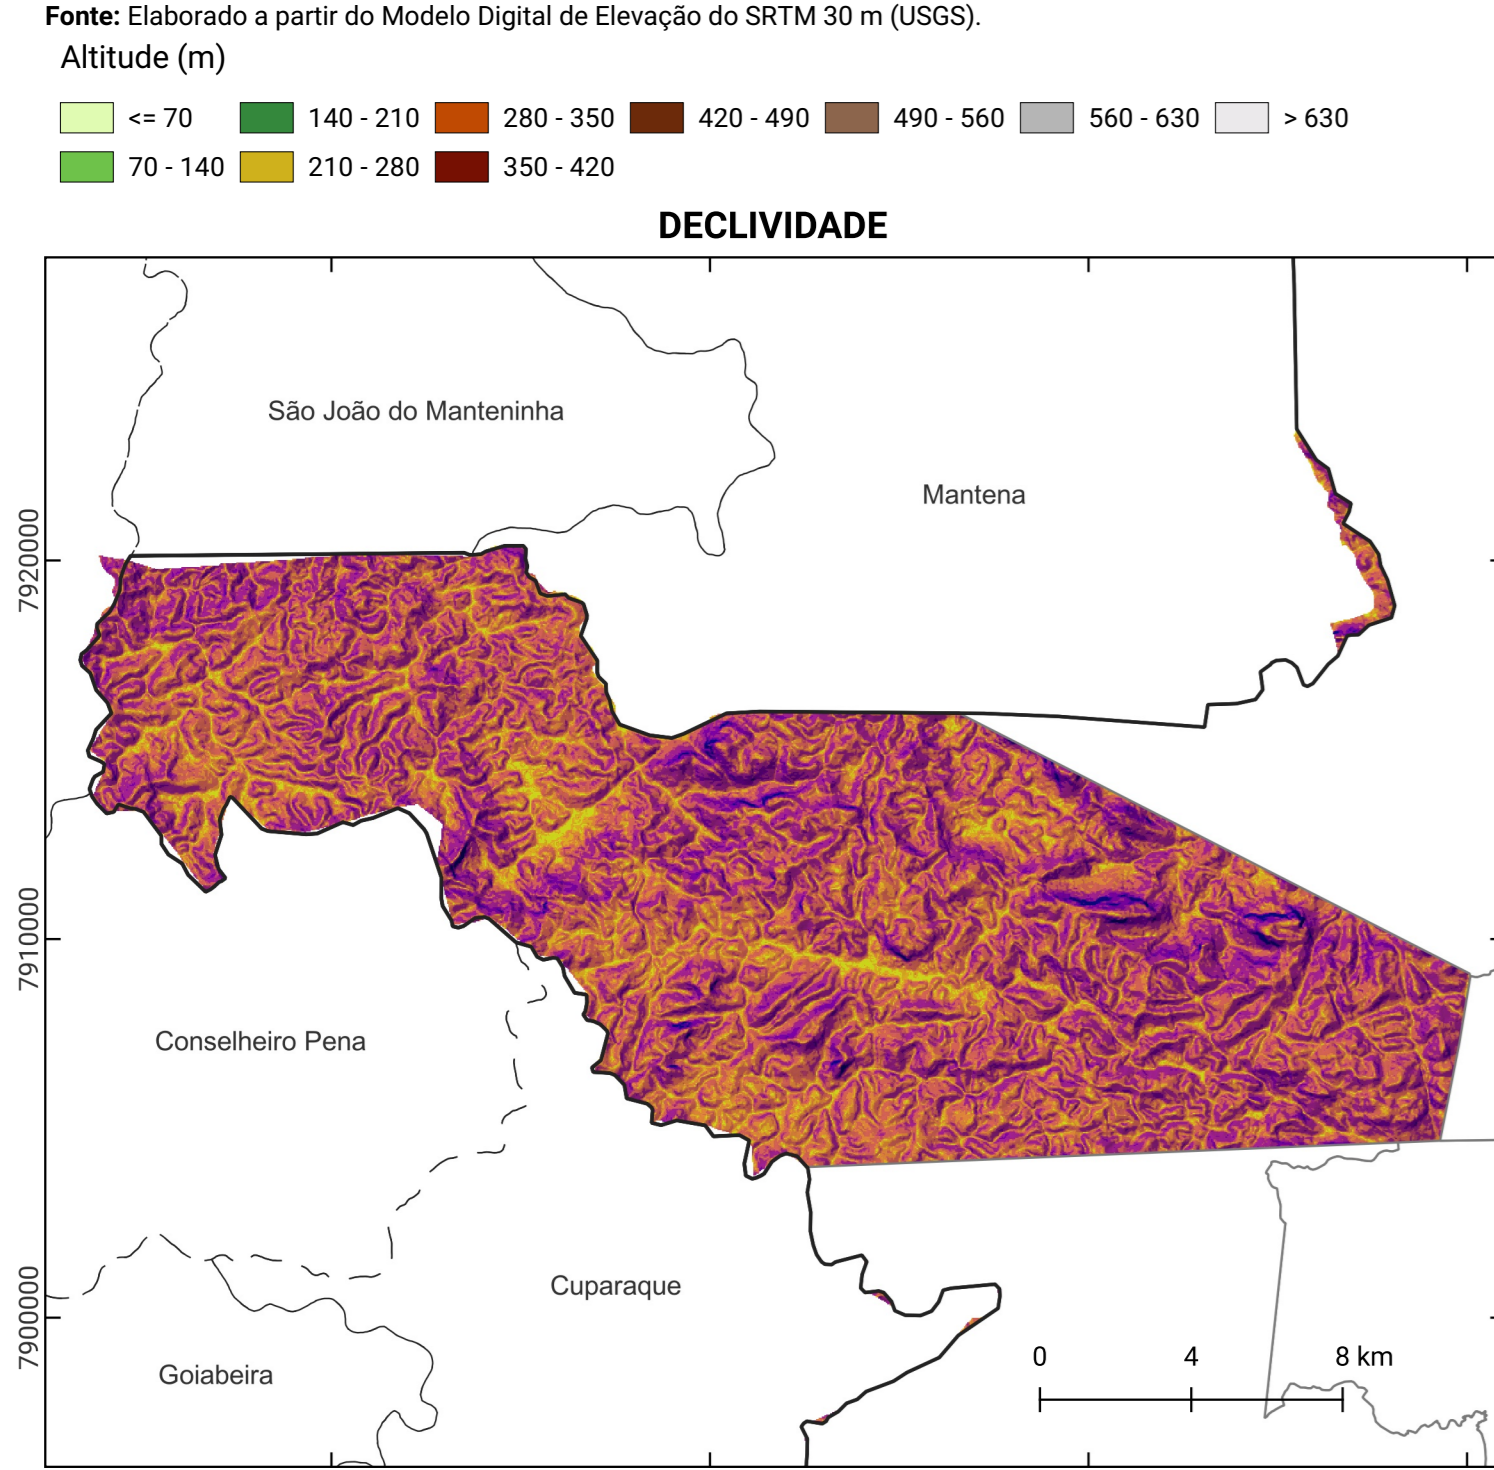 Fonte: Elaborado a partir do Modelo Digital de Elevação do SRTM 30 m (USGS).
Altitude (m)
<= 70
140 - 210
280 - 350
420 - 490
490 - 560
560 - 630
> 630
70 - 140
210 - 280
350 - 420
DECLIVIDADE
São João do Manteninha
Mantena
7920000
7910000
Conselheiro Pena
Cuparaque
7900000
Goiabeira
0 4 8 km